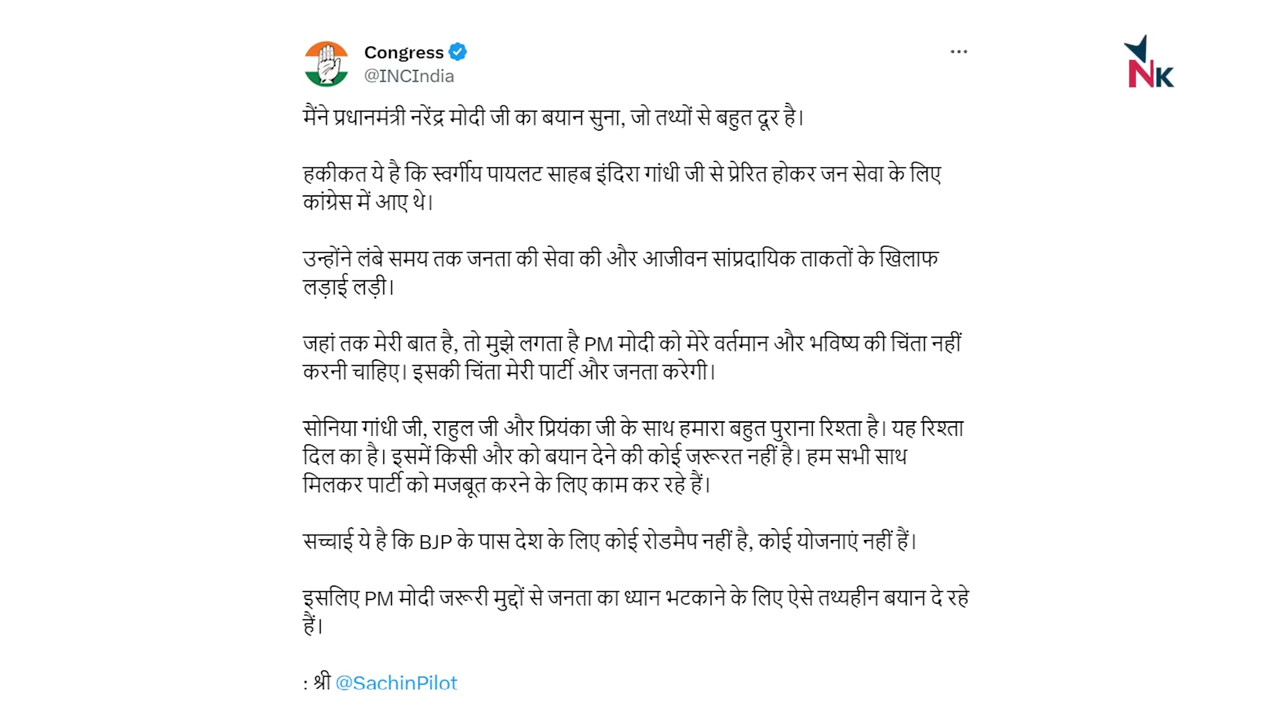 Congress
@INCIndia
NK
मैंने प्रधानमंत्री नरेंद्र मोदी जी का बयान सुना, जो तथ्यों से बहुत दूर है।
हकीकत ये है कि स्वर्गीय पायलट साहब इंदिरा गांधी जी से प्रेरित होकर जन सेवा के लिए
कांग्रेस में आए थे।
उन्होंने लंबे समय तक जनता की सेवा की और आजीवन सांप्रदायिक ताकतों के खिलाफ
लड़ाई लड़ी।
जहां तक मेरी बात है, तो मुझे लगता है PM मोदी को मेरे वर्तमान और भविष्य की चिंता नहीं
करनी चाहिए। इसकी चिंता मेरी पार्टी और जनता करेगी।
सोनिया गांधी जी, राहुल जी और प्रियंका जी के साथ हमारा बहुत पुराना रिश्ता है। यह रिश्ता
दिल का है। इसमें किसी और को बयान देने की कोई जरूरत नहीं है। हम सभी साथ
मिलकर पार्टी को मजबूत करने के लिए काम कर रहे हैं।
सच्चाई ये है कि BJP के पास देश के लिए कोई रोडमैप नहीं है, कोई योजनाएं नहीं हैं।
इसलिए PM मोदी जरूरी मुद्दों से जनता का ध्यान भटकाने के लिए ऐसे तथ्यहीन बयान दे रहे
हैं।
: श्री @SachinPilot